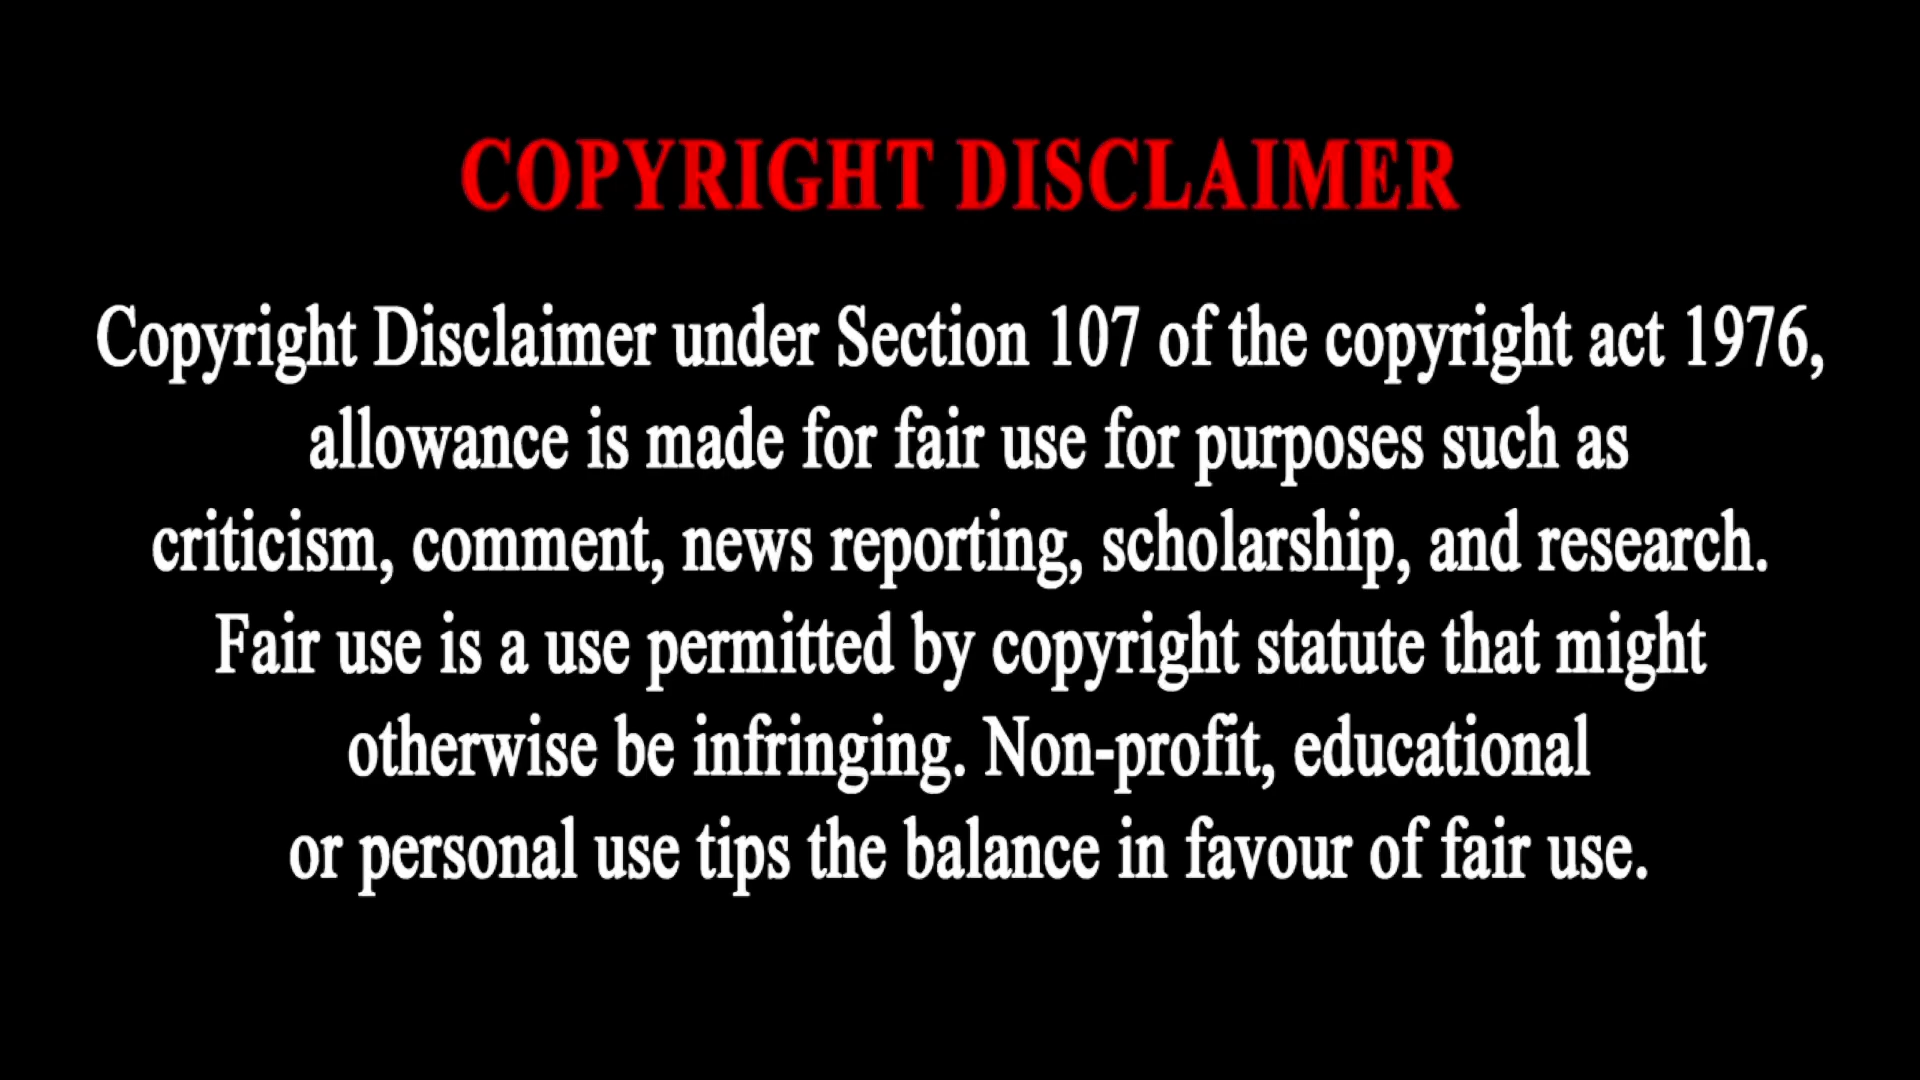 COPYRIGHT DISCLAIMER
Copyright Disclaimer under Section 107 of the copyright act 1976,
allowance is made for fair use for purposes such as
criticism, comment, news reporting, scholarship, and research.
Fair use is a use permitted by copyright statute that might
otherwise be infringing. Non-profit, educational
or personal use tips the balance in favour of fair use.